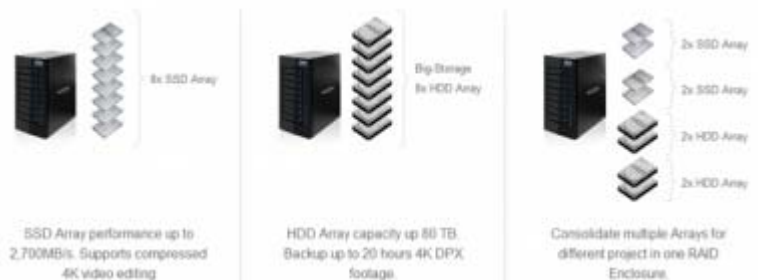 8x SSD Array
SSD Array performance up to
2,700MB/s. Supports compressed
4K video editing
Big-Storage
8x HDD Array
HDD Array capacity up 80 TB.
Backup up to 20 hours 4K DPX
footage.
2x SSD Array
2x SSD Array
2x HDD Array
2x HDD Array
Consolidate multiple Arrays for
different project in one RAID
Enclosure.